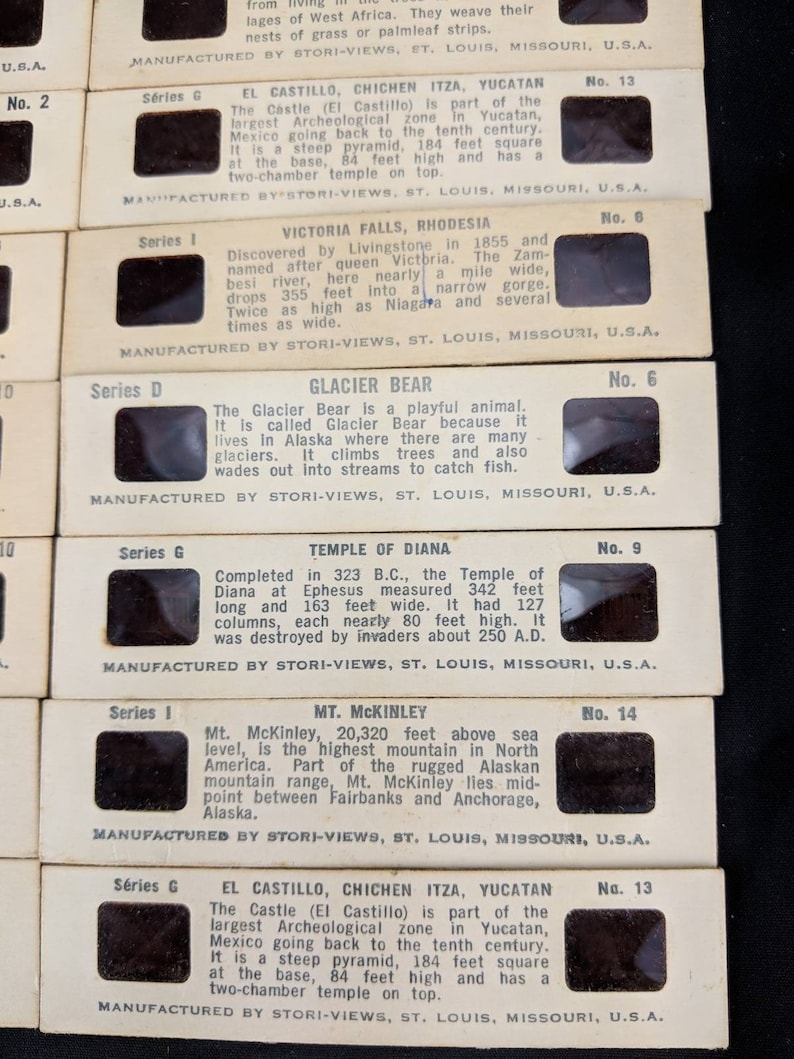 from living in the trees
lages of West Africa. They weave their
nests of grass or palmleaf strips.
MANUFACTURED BY STORI-VIEWS, ST. LOUIS, MISSOURI, U.S.A.
U.S.A.
No. 2
U.S.A.
10
10
Séries G EL CASTILLO, CHICHEN ITZA, YUCATAN No. 13
The Castle (El Castillo) is part of the
largest Archeological zone in Yucatan,
Mexico going back to the tenth century.
It is a steep pyramid, 184 feet square
at the base, 84 feet high and has a
two-chamber temple on top.
MANUFACTURED BY STORI-VIEWS, ST. LOUIS, MISSOURI, U.S.A.
Series I VICTORIA FALLS, RHODESIA No. 6
Discovered by Livingstone in 1855 and
named after queen Victoria. The Zam-
besi river, here nearly a mile wide,
drops 355 feet into a narrow gorge.
Twice as high as Niagara and several
times as wide.
MANUFACTURED BY STORI-VIEWS, ST. LOUIS, MISSOURI, U.S.A.
Series D GLACIER BEAR No. 6
The Glacier Bear is a playful animal.
It is called Glacier Bear because it
lives in Alaska where there are many
glaciers. It climbs trees and also
wades out into streams to catch fish.
MANUFACTURED BY STORI-VIEWS, ST. LOUIS, MISSOURI, U.S.A.
Series G TEMPLE OF DIANA No. 9
Completed in 323 B.C., the Temple of
Diana at Ephesus measured 342 feet
long and 163 feet wide. It had 127
columns, each nearly 80 feet high. It
was destroyed by invaders about 250 A.D.
MANUFACTURED BY STORI-VIEWS, ST. LOUIS, MISSOURI, U.S.A.
Series I MT. McKINLEY No. 14
Mt. McKinley, 20,320 feet above sea
level, is the highest mountain in North
America. Part of the rugged Alaskan
mountain range, Mt. McKinley lies mid-
point between Fairbanks and Anchorage,
Alaska.
MANUFACTURED BY STORI-VIEWS, ST. LOUIS, MISSOURI, U.S.A.
Séries G EL CASTILLO, CHICHEN ITZA, YUCATAN No. 13
The Castle (El Castillo) is part of the
largest Archeological zone in Yucatan,
Mexico going back to the tenth century.
It is a steep pyramid, 184 feet square
at the base, 84 feet high and has a
two-chamber temple on top.
MANUFACTURED BY STORI-VIEWS, ST. LOUIS, MISSOURI, U.S.A.